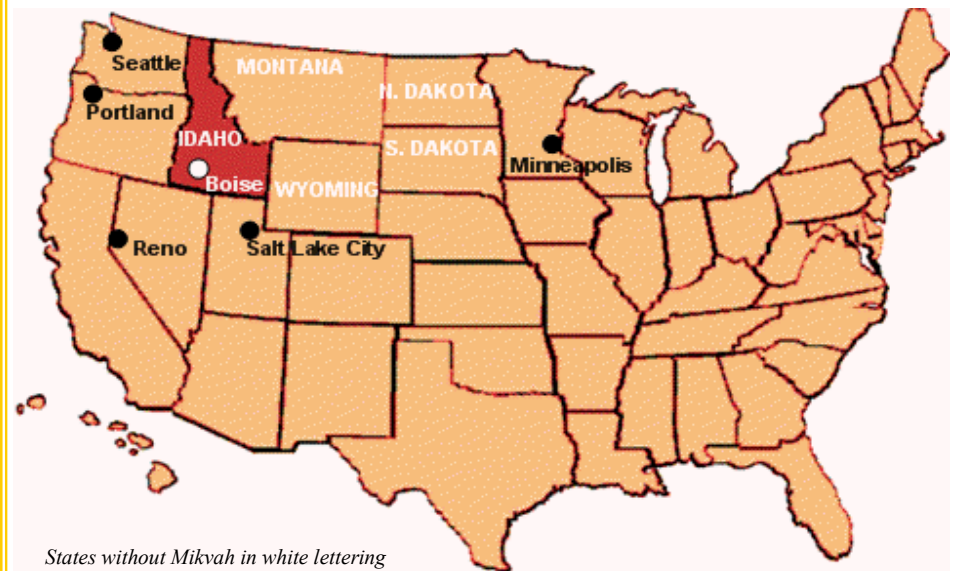 Seattle
MONTANA
N. DAKOTA
Portland
IDAHO
S. DAKOTA
Minneapolis
Boise
WYOMING
Reno
Salt Lake City
States without Mikvah in white lettering